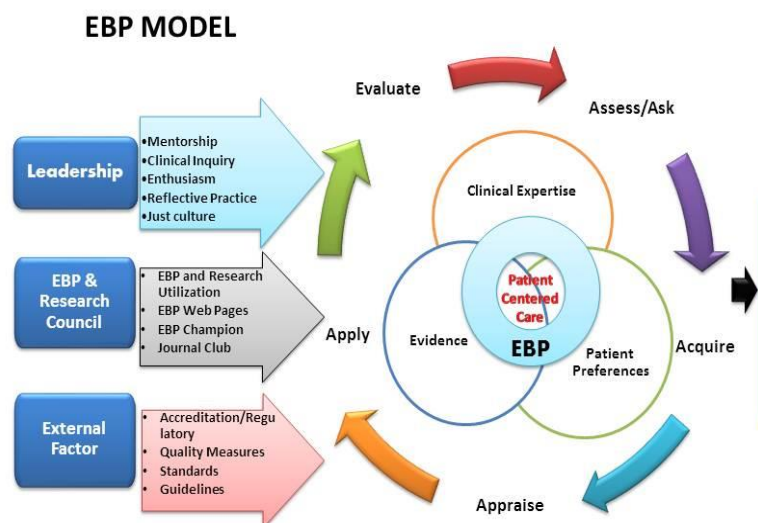 EBP MODEL
Leadership
•Mentorship
•Clinical Inquiry
•Enthusiasm
•Reflective Practice
•Just culture
EBP &
Research
Council
• EBP and Research
Utilization
• EBP Web Pages
• EBP Champion
• Journal Club
External
Factor
• Accreditation/Regu
latory
• Quality Measures
• Standards
• Guidelines
Evaluate
Assess/Ask
Acquire
Appraise
Apply
Clinical Expertise
Evidence
Patient
Preferences
Patient
Centered
Care
EBP